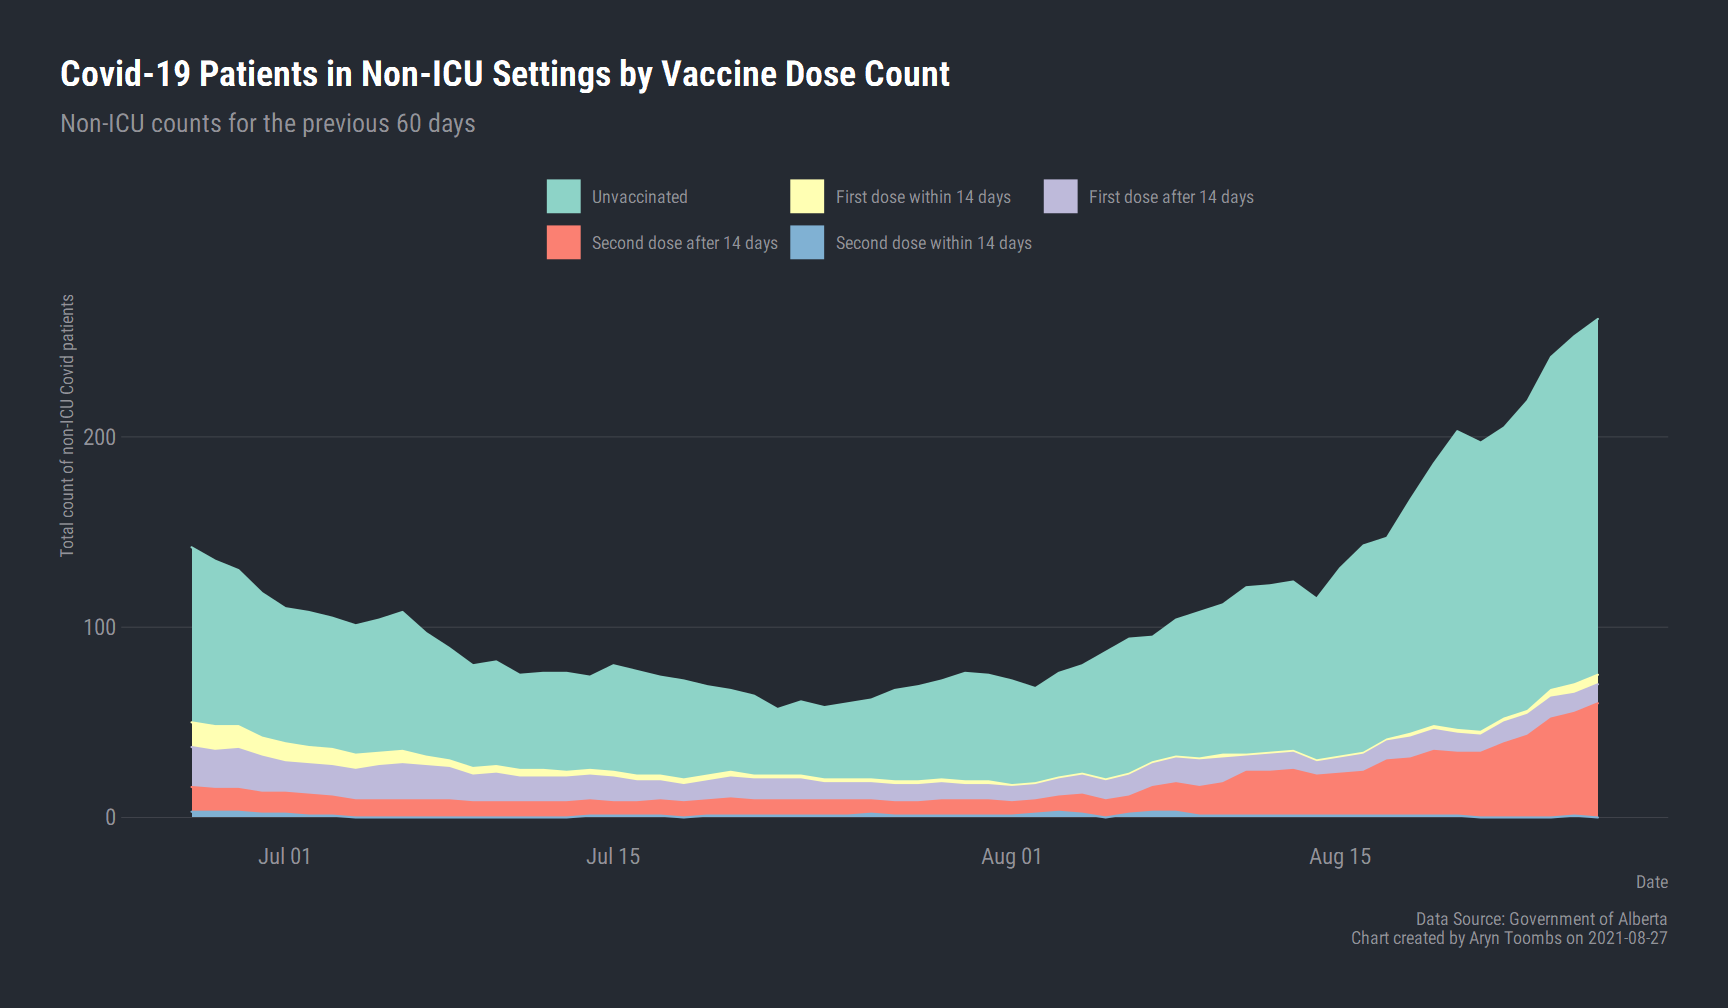 Covid-19 Patients in Non-ICU Settings by Vaccine Dose Count
Non-ICU counts for the previous 60 days
Unvaccinated
First dose within 14 days
First dose after 14 days
Second dose after 14 days
Second dose within 14 days
Total count of non-ICU Covid patients
200
100
0
Jul 01
Jul 15
Aug 01
Aug 15
Date
Data Source: Government of Alberta
Chart created by Aryn Toombs on 2021-08-27